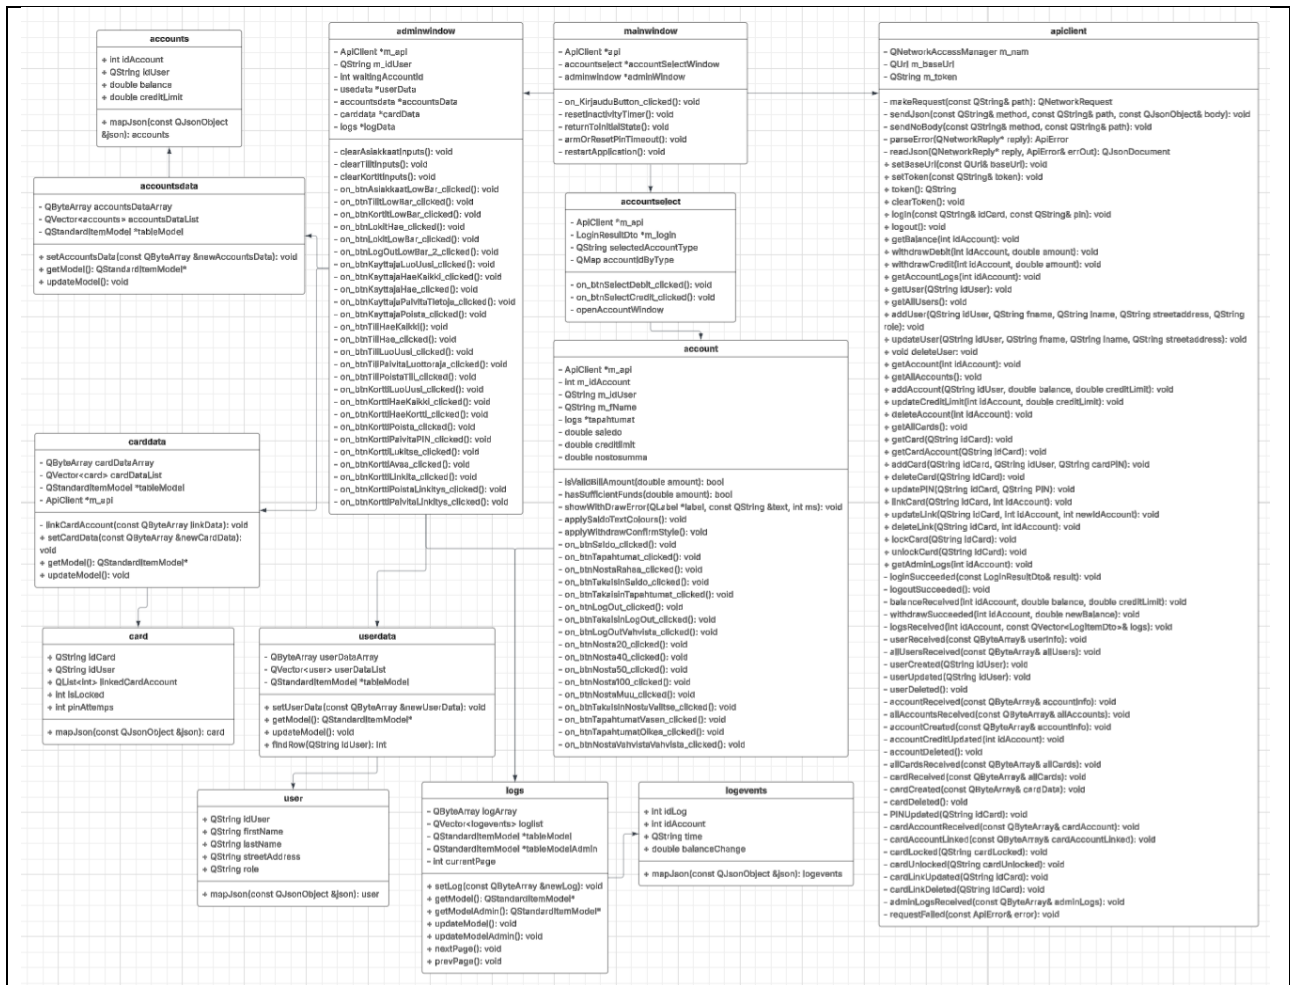 accounts
+ int idAccount
+ QString idUser
+ double balance
+ double creditLimit
+ mapJson(const QJsonObject
&json): accounts
accountsdata
- QByteArray accountsDataArray
- QVector<accounts> accountsDataList
- QStandardItemModel *tableModel
+ setAccountsData(const QByteArray &newAccountsData): void
+ getModel(): QStandardItemModel*
+ updateModel(): void
carddata
- QByteArray cardDataArray
- QVector<card> cardDataList
- QStandardItemModel *tableModel
- ApiClient *m_api
- linkCardAccount(const QByteArray linkData): void
+ setCardData(const QByteArray &newCardData):
void
+ getModel(): QStandardItemModel*
+ updateModel(): void
card
+ QString idCard
+ QString idUser
+ QList<int> linkedCardAccount
+ int isLocked
+ int pinAttemps
+ mapJson(const QJsonObject &json): card
adminwindow
- ApiClient *m_api
- QString m_idUser
- int waitingAccountId
- usedata *userData
- accountsdata *accountsData
- carddata *cardData
- logs *logData
- clearAsiakkaatInputs(): void
- clearTilitInputs(): void
- clearKortitInputs(): void
- on_btnAsiakkaatLowBar_clicked(): void
- on_btnTilitLowBar_clicked(): void
- on_btnKortitLowBar_clicked(): void
- on_btnLokitHae_clicked(): void
- on_btnLokitLowBar_clicked(): void
- on_btnLogOutLowBar_2_clicked(): void
- on_btnKayttajaLuoUusi_clicked(): void
- on_btnKayttajaHaeKaikki_clicked(): void
- on_btnKayttajaHae_clicked(): void
- on_btnKayttajaPaivitaTietoja_clicked(): void
- on_btnKayttajaPoista_clicked(): void
- on_btnTiliHaeKaikki(): void
- on_btnTiliHae_clicked(): void
- on_btnTiliLuoUusi_clicked(): void
- on_btnTiliPaivitaLuottoraja_clicked(): void
- on_btnTiliPoistaTili_clicked(): void
- on_btnKorttiLuoUusi_clicked(): void
- on_btnKorttiHaeKaikki_clicked(): void
- on_btnKorttiHaeKortti_clicked(): void
- on_btnKorttiPoista_clicked(): void
- on_btnKorttiPaivitaPIN_clicked(): void
- on_btnKorttiLukitse_clicked(): void
- on_btnKorttiAvaa_clicked(): void
- on_btnKorttiLinkita_clicked(): void
- on_btnKorttiPoistaLinkitys_clicked(): void
- on_btnKorttiPaivitaLinkitys_clicked(): void
userdata
- QByteArray userDataArray
- QVector<user> userDataList
- QStandardItemModel *tableModel
+ setUserData(const QByteArray &newUserData): void
+ getModel(): QStandardItemModel*
+ updateModel(): void
+ findRow(QString idUser): int
user
+ QString idUser
+ QString firstName
+ QString lastName
+ QString streetAddress
+ QString role
+ mapJson(QJsonObject &json): user
mainwindow
- ApiClient *api
- accountselect *accountSelectWindow
- adminwindow *adminWindow
- on_KirjauduButton_clicked(): void
- resetInactivityTimer(): void
- returnToInitialState(): void
- armOrResetPinTimeout(): void
- restartApplication(): void
accountselect
- ApiClient *m_api
- LoginResultDto *m_login
- QString selectedAccountType
- QMap accountIdByType
- on_btnSelectDebit_clicked(): void
- on_btnSelectCredit_clicked(): void
- openAccountWindow
account
- ApiClient *m_api
- int m_idAccount
- QString m_idUser
- QString m_fName
- logs *tapahtumat
- double saledo
- double creditlimit
- double nostosumma
- isValidBillAmount(double amount): bool
- hasSufficientFunds(double amount): bool
- showWithDrawError(QLabel *label, const QString &text, int ms): void
- applySaldoTextColours(): void
- applyWithdrawConfirmStyle(): void
- on_btnSaldo_clicked(): void
- on_btnTapahtumat_clicked(): void
- on_btnNostaRahaa_clicked(): void
- on_btnTakaisinSaldo_clicked(): void
- on_btnTakaisinTapahtumat_clicked(): void
- on_btnLogOut_clicked(): void
- on_btnTakaisinLogOut_clicked(): void
- on_btnLogOutVahvista_clicked(): void
- on_btnNosta20_clicked(): void
- on_btnNosta40_clicked(): void
- on_btnNosta50_clicked(): void
- on_btnNosta100_clicked(): void
- on_btnNostaMuu_clicked(): void
- on_btnTakaisinNostaValitse_clicked(): void
- on_btnTapahtumatVasen_clicked(): void
- on_btnTapahtumatOikea_clicked(): void
- on_btnNostaVahvistaVahvista_clicked(): void
logs
- QByteArray logArray
- QVector<logevents> loglist
- QStandardItemModel *tableModel
- QStandardItemModel *tableModelAdmin
- int currentPage
+ setLog(const QByteArray &newLog): void
+ getModel(): QStandardItemModel*
+ getModelAdmin(): QStandardItemModel*
+ updateModel(): void
+ updateModelAdmin(): void
+ nextPage(): void
+ prevPage(): void
logevents
+ int idLog
+ int idAccount
+ QString time
+ double balanceChange
+ mapJson(QJsonObject &json): logevents
apiclient
- QNetworkAccessManager m_nam
- QUrl m_baseUrl
- QString m_token
- makeRequest(const QString& path): QNetworkRequest
- sendJson(const QString& method, const QString& path, const QJsonObject& body): void
- sendNoBody(const QString& method, const QString& path): void
- parseError(QNetworkReply* reply): ApiError
- readJson(QNetworkReply* reply, ApiError& errOut): QJsonDocument
+ setBaseUrl(const QUrl& baseUrl): void
+ setToken(const QString& token): void
+ token(): QString
+ clearToken(): void
+ login(const QString& idCard, const QString& pin): void
+ logout(): void
+ getBalance(int idAccount): void
+ withdrawDebit(int idAccount, double amount): void
+ withdrawCredit(int idAccount, double amount): void
+ getAccountLogs(int idAccount): void
+ getUser(QString idUser): void
+ getAllUsers(): void
+ addUser(QString idUser, QString fname, QString lname, QString streetaddress, QString
role): void
+ updateUser(QString idUser, QString fname, QString lname, QString streetaddress): void
+ void deleteUser: void
+ getAccount(int idAccount): void
+ getAllAccounts(): void
+ addAccount(QString idUser, double balance, double creditLimit): void
+ updateCreditLimit(int idAccount, double creditLimit): void
+ deleteAccount(int idAccount): void
+ getAllCards(): void
+ getCard(QString idCard): void
+ getCardAccount(QString idCard): void
+ addCard(QString idCard, QString idUser, QString cardPIN): void
+ deleteCard(QString idCard): void
+ updatePIN(QString idCard, QString PIN): void
+ linkCard(QString idCard, int idAccount): void
+ updateLink(QString idCard, int idAccount, int newIdAccount): void
+ deleteLink(QString idCard, int idAccount): void
+ lockCard(QString idCard): void
+ unlockCard(QString idCard): void
+ getAdminLogs(int idAccount): void
- loginSucceeded(const LoginResultDto& result): void
- logoutSucceeded(): void
- balanceReceived(int idAccount, double balance, double creditLimit): void
- withdrawSucceeded(int idAccount, double newBalance): void
- logsReceived(int idAccount, const QVector<LogItemDto>& logs): void
- userReceived(const QByteArray& userInfo): void
- allUsersReceived(const QByteArray& allUsers): void
- userCreated(QString idUser): void
- userUpdated(QString idUser): void
- userDeleted(): void
- accountReceived(const QByteArray& accountInfo): void
- allAccountsReceived(const QByteArray& allAccounts): void
- accountCreated(const QByteArray& accountInfo): void
- accountCreditUpdated(int idAccount): void
- accountDeleted(): void
- allCardsReceived(const QByteArray& allCards): void
- cardReceived(const QByteArray& allCards): void
- cardCreated(const QByteArray& cardData): void
- cardDeleted(): void
- PINUpdated(QString idCard): void
- cardAccountReceived(const QByteArray& cardAccount): void
- cardAccountLinked(const QByteArray& cardAccountLinked): void
- cardLocked(QString cardLocked): void
- cardUnlocked(QString cardUnlocked): void
- cardLinkUpdated(QString idCard): void
- cardLinkDeleted(QString idCard): void
- adminLogsReceived(const QByteArray& adminLogs): void
- requestFailed(const ApiError& error): void